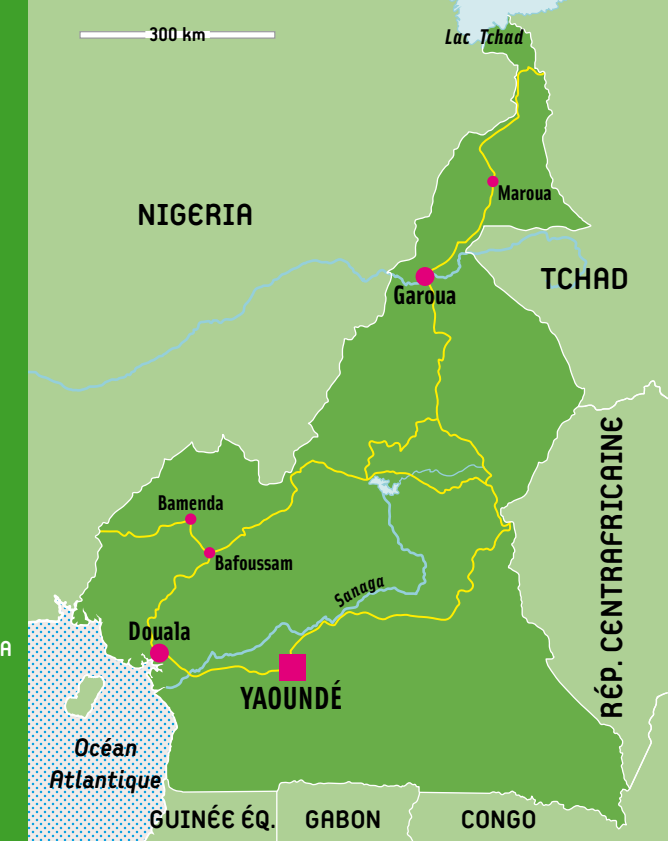 300 km
Lac Tchad
Maroua
NIGERIA
TCHAD
Garoua
RÉP. CENTRAFRICAINE
Bamenda
Bafoussam
Sanaga
Douala
A
YAOUNDÉ
Océan
Atlantique
GUINÉE ÉQ.
GABON
CONGO